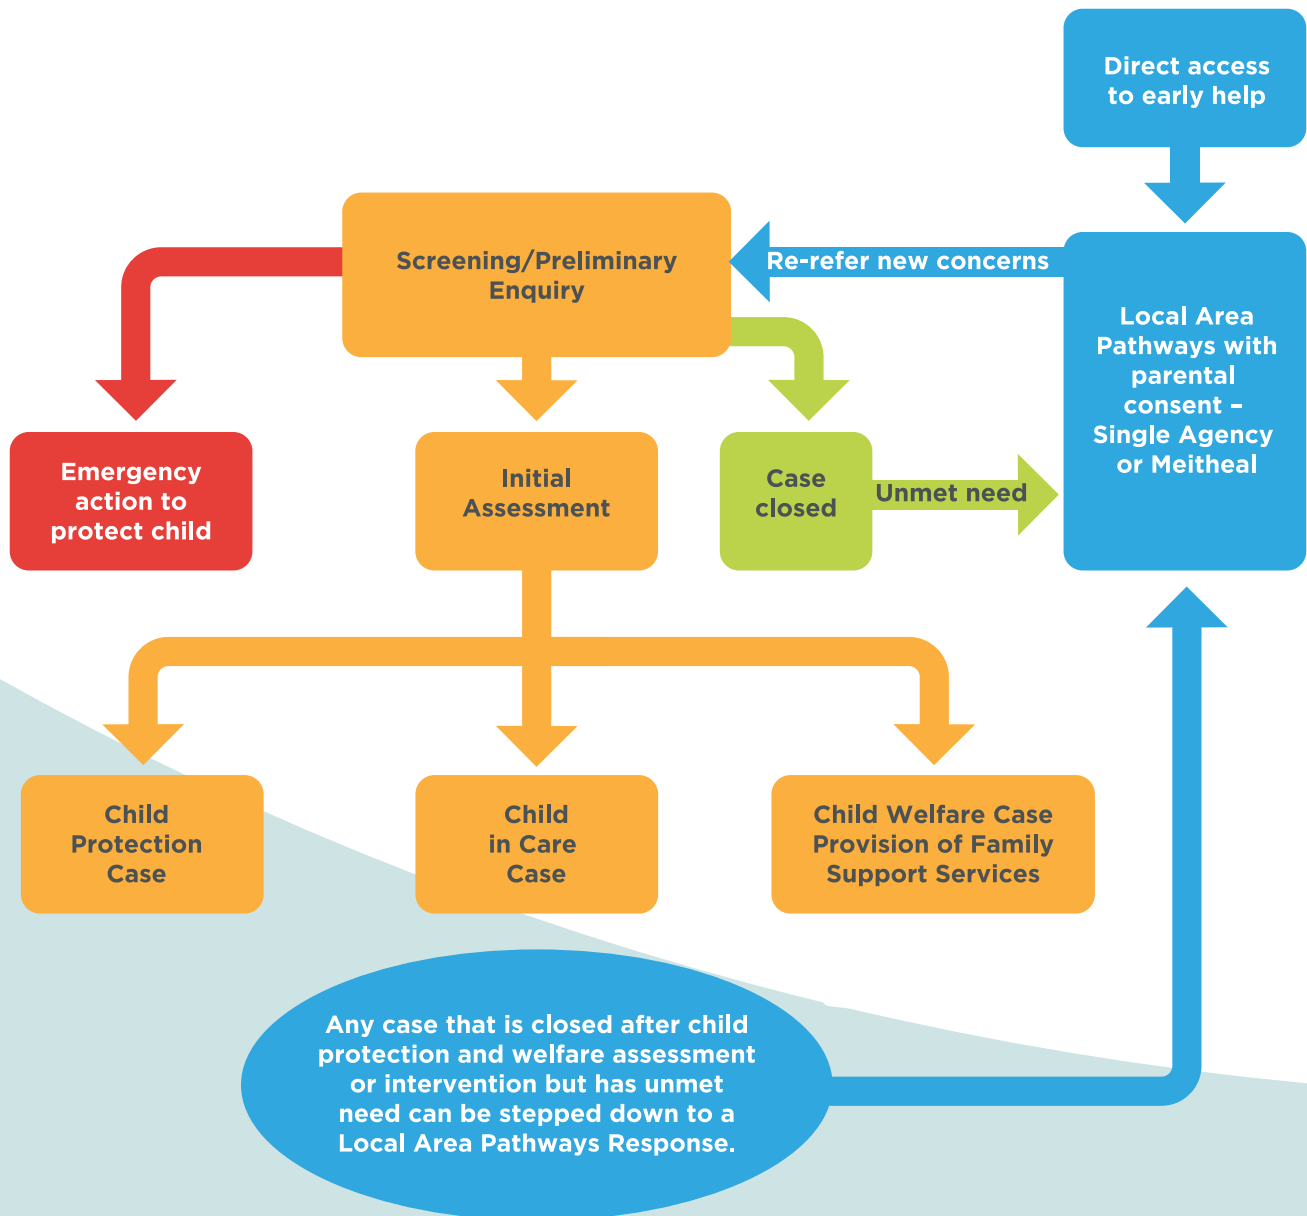 Direct access
to early help
Screening/Preliminary
Enquiry
Re-refer new concerns
Local Area
Pathways with
parental
consent –
Single Agency
or Meitheal
Emergency
action to
protect child
Initial
Assessment
Case
closed
Unmet need
Child
Protection
Case
Child
in Care
Case
Child Welfare Case
Provision of Family
Support Services
Any case that is closed after child
protection and welfare assessment
or intervention but has unmet
need can be stepped down to a
Local Area Pathways Response.